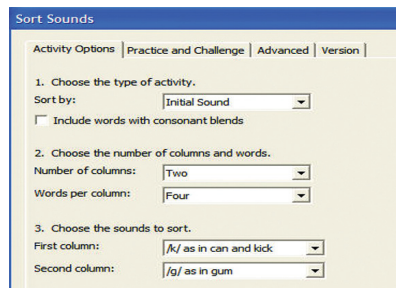 Sort Sounds
Activity Options Practice and Challenge Advanced Version
1. Choose the type of activity.
Sort by: Initial Sound
Include words with consonant blends
2. Choose the number of columns and words.
Number of columns: Two
Words per column: Four
3. Choose the sounds to sort.
First column: /k/ as in can and kick
Second column: /g/ as in gum